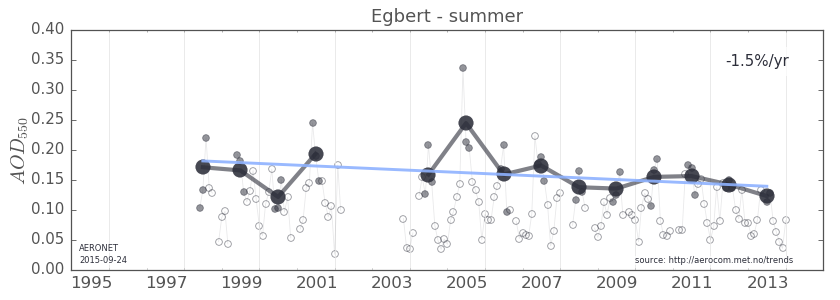 Egbert - summer
0.40
0.35
0.30
0.25
0.20
0.15
0.10
0.05
0.00
AOD550
-1.5%/yr
AERONET
2015-09-24
source: http://aerocom.met.no/trends
1995 1997 1999 2001 2003 2005 2007 2009 2011 2013